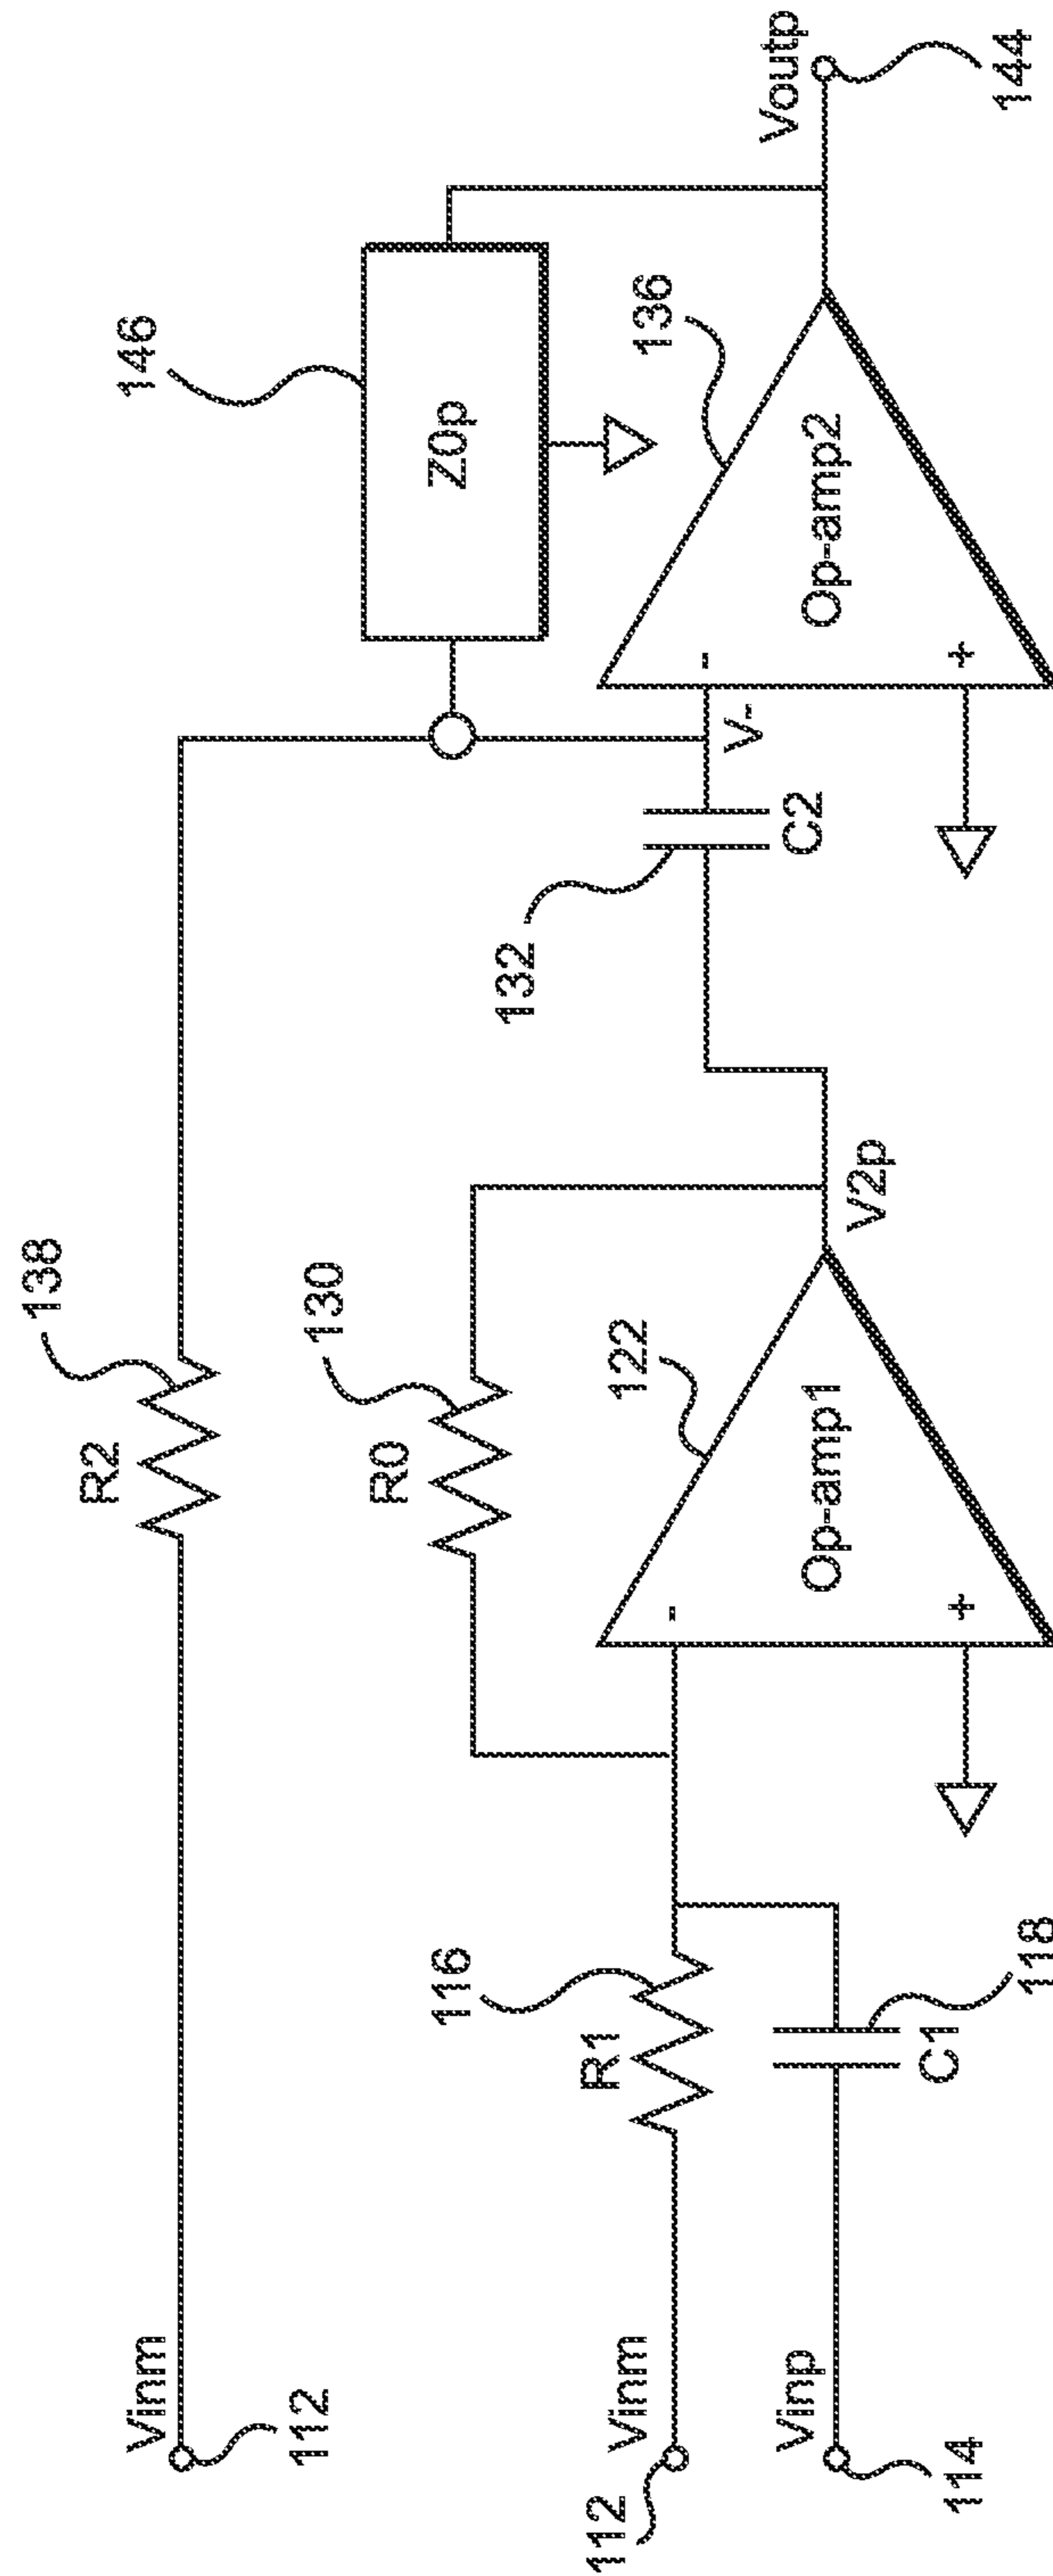 Vinm
112
R2
138
146
Z0p
R0
130
Vinm
112
R1
116
Vinp
114
C1
118
-
+
Op-amp1
122
V2p
132
C2
V-
-
+
Op-amp2
136
Voutp
144